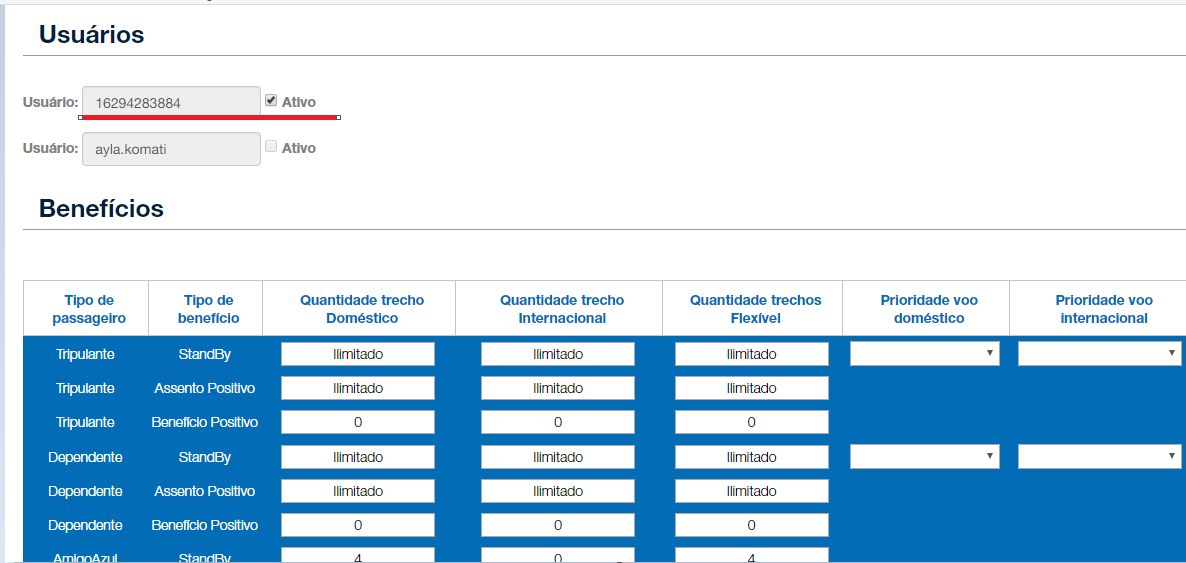 Usuários
Usuário: 16294283884 Ativo
Usuário: ayla.komati Ativo
Benefícios
Tipo de passageiro Tipo de benefício Quantidade trecho Doméstico Quantidade trecho Internacional Quantidade trechos Flexível Prioridade voo doméstico Prioridade voo internacional
Tripulante StandBy Ilimitado Ilimitado Ilimitado
Tripulante Assento Positivo Ilimitado Ilimitado Ilimitado
Tripulante Benefício Positivo 0 0 0
Dependente StandBy Ilimitado Ilimitado Ilimitado
Dependente Assento Positivo Ilimitado Ilimitado Ilimitado
Dependente Benefício Positivo 0 0 0
AmigoAzul StandBy 4 0 4